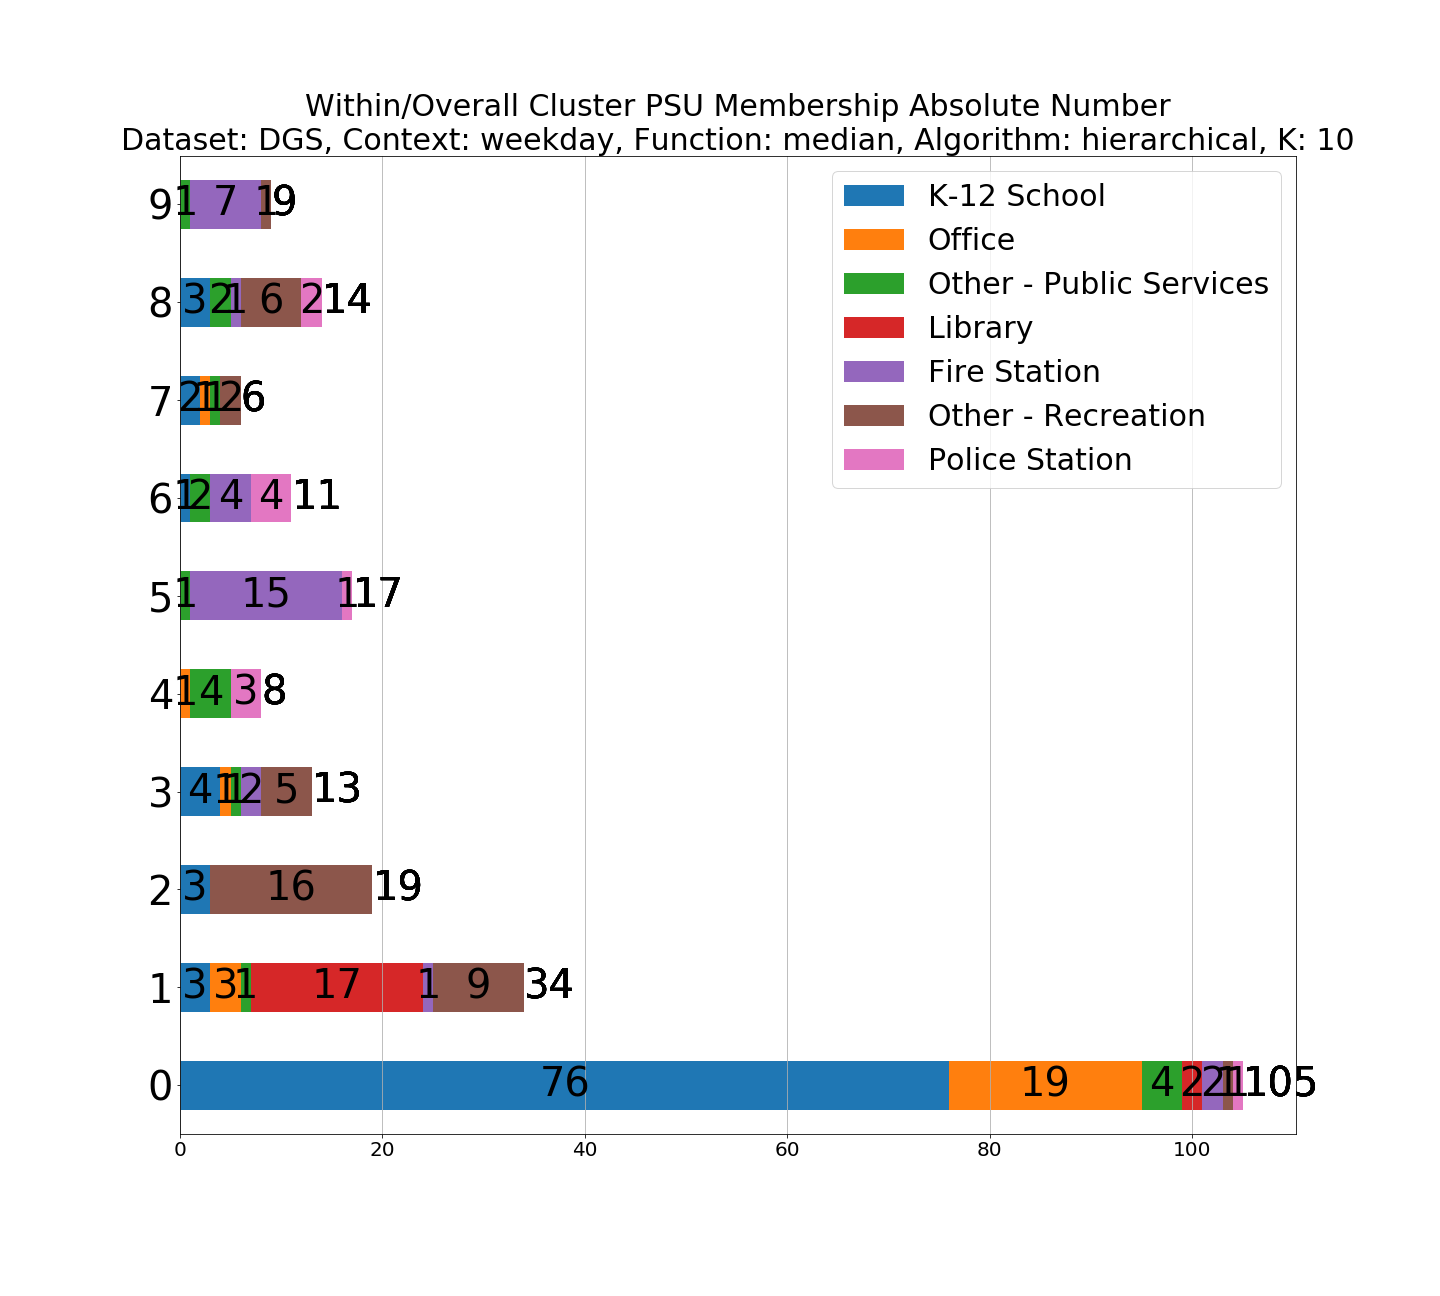 Within/Overall Cluster PSU Membership Absolute Number
Dataset: DGS, Context: weekday, Function: median, Algorithm: hierarchical, K: 10
K-12 School
Office
Other - Public Services
Library
Fire Station
Other - Recreation
Police Station
9 1 7 1 9
8 3 2 1 6 2 14
7 2 1 1 2 6
6 1 2 4 4 11
5 1 15 1 17
4 1 4 3 8
3 4 1 1 2 5 13
2 3 16 19
1 3 3 1 17 1 9 34
0 76 19 4 2 2 1 1 105
0 20 40 60 80 100